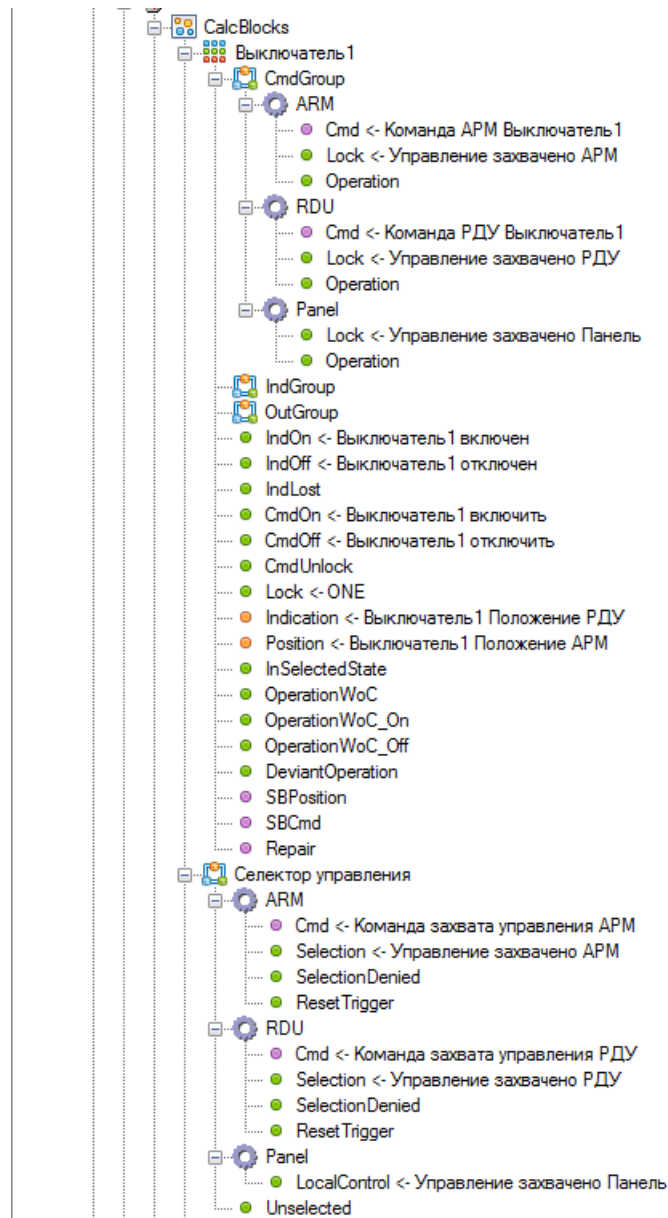 CalcBlocks
Выключатель1
CmdGroup
ARM
Cmd <- Команда АРМ Выключатель1
Lock <- Управление захвачено АРМ
Operation
RDU
Cmd <- Команда РДУ Выключатель1
Lock <- Управление захвачено РДУ
Operation
Panel
Lock <- Управление захвачено Панель
Operation
IndGroup
OutGroup
IndOn <- Выключатель1 включен
IndOff <- Выключатель1 отключен
IndLost
CmdOn <- Выключатель1 включить
CmdOff <- Выключатель1 отключить
CmdUnlock
Lock <- ONE
Indication <- Выключатель1 Положение РДУ
Position <- Выключатель1 Положение АРМ
InSelectedState
OperationWoC
OperationWoC_On
OperationWoC_Off
DeviantOperation
SBPosition
SBCmd
Repair
Селектор управления
ARM
Cmd <- Команда захвата управления АРМ
Selection <- Управление захвачено АРМ
SelectionDenied
ResetTrigger
RDU
Cmd <- Команда захвата управления РДУ
Selection <- Управление захвачено РДУ
SelectionDenied
ResetTrigger
Panel
LocalControl <- Управление захвачено Панель
Unselected